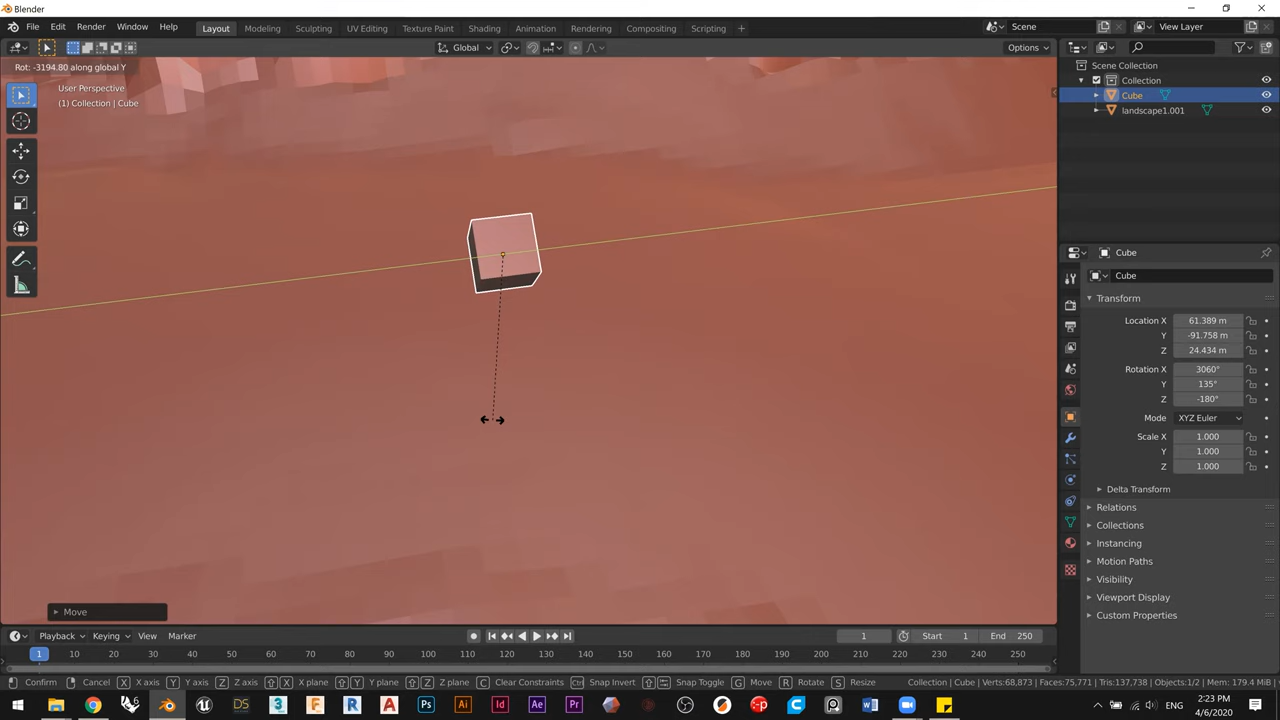 Blender
File Edit Render Window Help Layout Modeling Sculpting UV Editing Texture Paint Shading Animation Rendering Compositing Scripting + Scene View Layer
Global Options
Rot: -3194.80 along global Y
User Perspective
(1) Collection | Cube
Scene Collection
Collection
Cube
landscape1.001
Cube
Cube
Transform
Location X 61.389 m
Y -91.758 m
Z 24.434 m
Rotation X 3060°
Y 135°
Z -180°
Mode XYZ Euler
Scale X 1.000
Y 1.000
Z 1.000
Delta Transform
Relations
Collections
Instancing
Motion Paths
Visibility
Viewport Display
Custom Properties
Move
Playback Keying View Marker 1 Start 1 End 250
1 10 20 30 40 50 60 70 80 90 100 110 120 130 140 150 160 170 180 190 200 210 220 230 240 250
Confirm Cancel X X axis Y Y axis Z Z axis X X plane Y Y plane Z Z plane C Clear Constraints Snap Invert Snap Toggle G Move R Rotate S Resize Collection | Cube | Verts:68,873 | Faces:75,771 | Tris:137,738 | Objects:1/2 | Mem: 179.4 MiB |
DS 3 F R A Ps Ai Id Ae Pr e·p C W
2:23 PM
4/6/2020